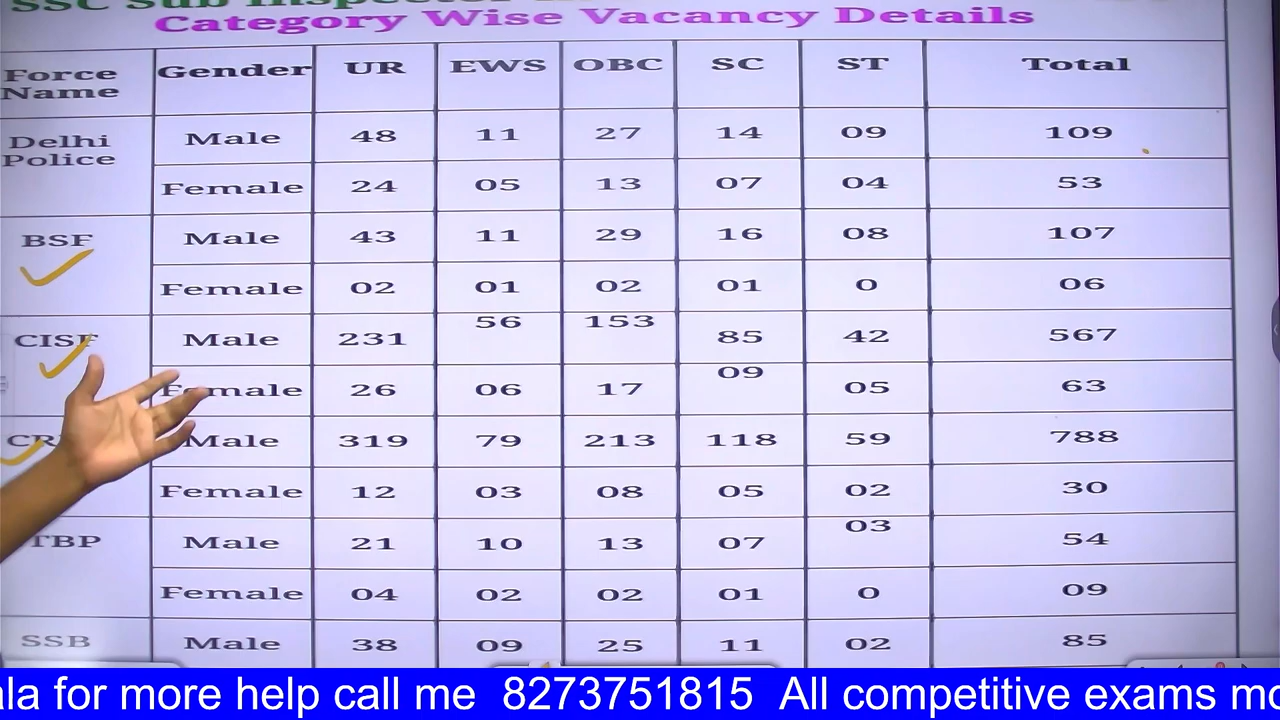 SSC Sub Inspector
Category Wise Vacancy Details
Force Name Gender UR EWS OBC SC ST Total
Delhi Police Male 48 11 27 14 09 109
Female 24 05 13 07 04 53
BSF Male 43 11 29 16 08 107
Female 02 01 02 01 0 06
CISF Male 231 56 153 85 42 567
Female 26 06 17 09 05 63
Male 319 79 213 118 59 788
Female 12 03 08 05 02 30
TBP Male 21 10 13 07 03 54
Female 04 02 02 01 0 09
SSB Male 38 09 25 11 02 85
for more help call me 8273751815 All competitive exams